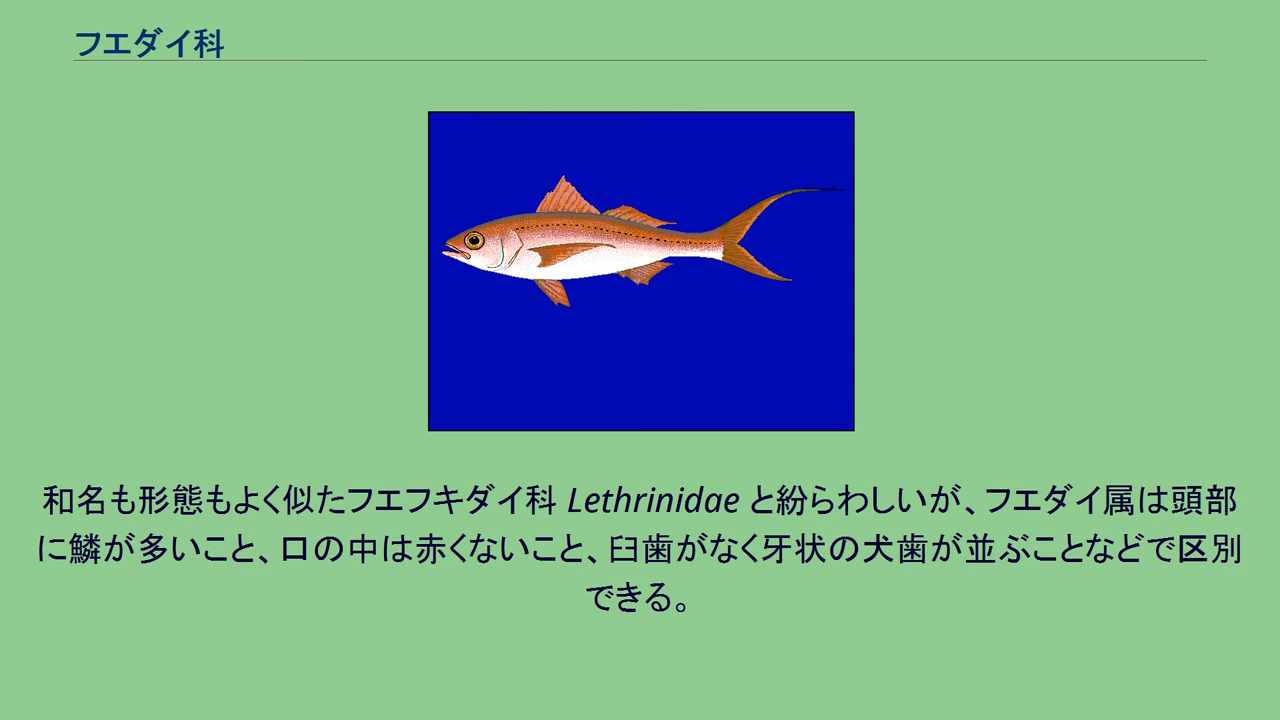 フエダイ科
和名も形態もよく似たフエフキダイ科 Lethrinidae と紛らわしいが、フエダイ属は頭部
に鱗が多いこと、口の中は赤くないこと、臼歯がなく牙状の犬歯が並ぶことなどで区別
できる。